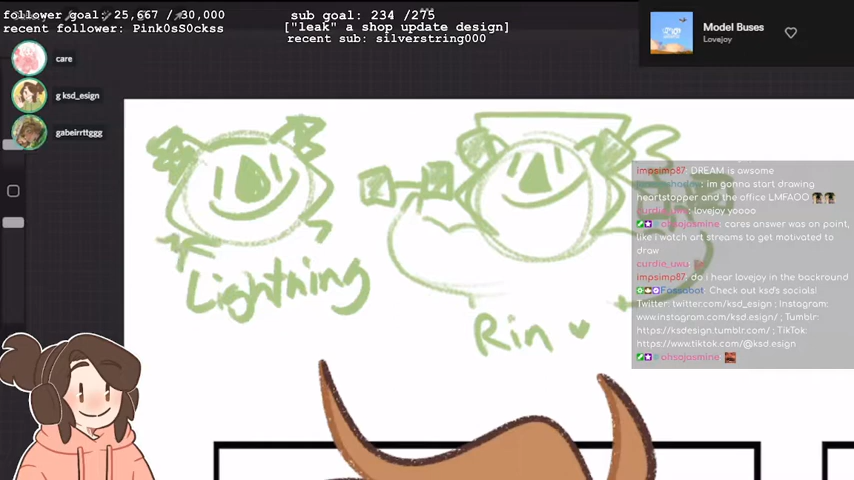 follower goal: 25,667 / 30,000
recent follower: Pink0sS0ckss
sub goal: 234 /275
["leak" a shop update design]
recent sub: silverstring000
Model Buses
Lovejoy
care
g ksd_esign
gabeirrttggg
Lightning
Rin
impsimp87: DREAM is awsome
im gonna start drawing
heartstopper and the office LMFAOO
lovejoy yoooo
ohsojasmine: cares answer was on point,
like i watch art streams to get motivated to
draw
curdie_uwu:
impsimp87: do i hear lovejoy in the backround
Fossabot: Check out ksd's socials!
Twitter: twitter.com/ksd_esign ; Instagram:
www.instagram.com/ksd.esign/ ; Tumblr:
https://ksdesign.tumblr.com/ ; TikTok:
https://www.tiktok.com/@ksd.esign
ohsojasmine: